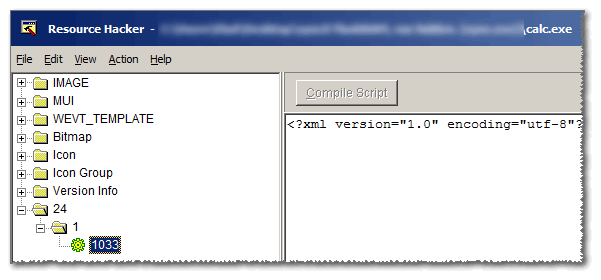 Resource Hacker - \calc.exe
File Edit View Action Help
IMAGE
MUI
WEVT_TEMPLATE
Bitmap
Icon
Icon Group
Version Info
24
1
1033
Compile Script
<?xml version="1.0" encoding="utf-8"?